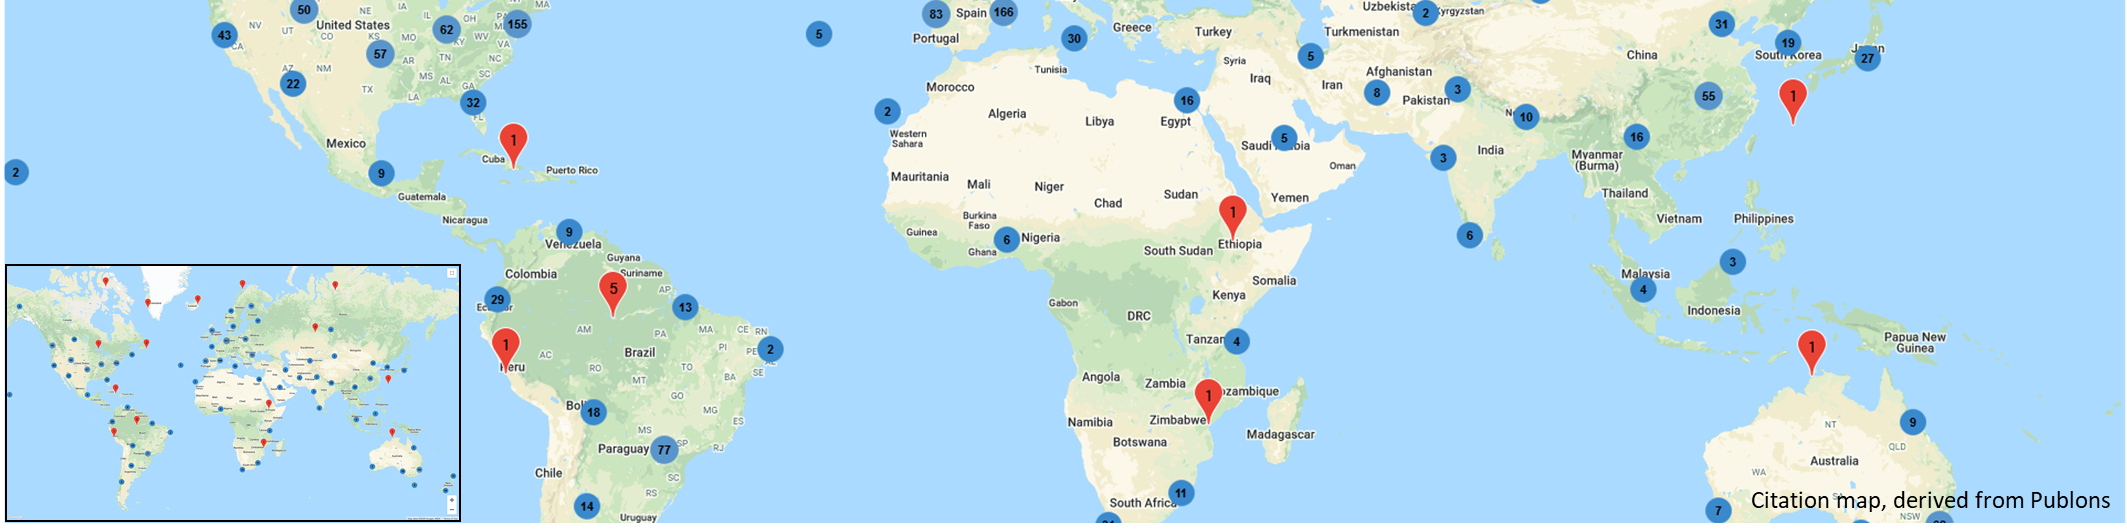 50
United States
43
NV
UT
CO
KS
MO
IA
IL
IN
OH
62
KY
WV
VA
155
MA
57
CA
AZ
22
NM
TX
AR
TN
NC
SC
MS
AL
GA
LA
32
FL
5
83
Spain
166
Portugal
30
Greece
Turkey
Uzbekista
2
Kyrgyzstan
Turkmenistan
31
19
South Korea
Japan
27
China
Tunisia
Syria
Iraq
5
Iran
Afghanistan
8
Pakistan
3
10
55
1
Morocco
2
Algeria
Libya
16
Egypt
Western
Sahara
5
Saudi
bia
Oman
3
India
16
Myanmar
(Burma)
Mexico
1
Cuba
Puerto Rico
2
9
Guatemala
Nicaragua
Mauritania
Mali
Niger
Chad
Sudan
Yemen
Thailand
Vietnam
Philippines
Burkina
Faso
Guinea
Ghana
6
Nigeria
South Sudan
1
Ethiopia
Somalia
6
9
Venezuela
Guyana
Suriname
Colombia
29
5
AP
13
Kenya
Gabon
DRC
Malaysia
4
3
Indonesia
Papua New
Guinea
1
Peru
AM
PA
MA
CE
RN
2
AC
Brazil
PI
PE
AL
SE
RO
TO
BA
MT
Tanzan
4
1
Angola
Zambia
1
ozambique
Zimbabwe
Namibia
Botswana
Madagascar
GO
MG
ES
Bol
18
MS
SP
RJ
Paraguay
77
Chile
SC
RS
14
Uruguay
South Africa
11
NT
9
QLD
Australia
WA
7
NSW
Citation map, derived from Publons